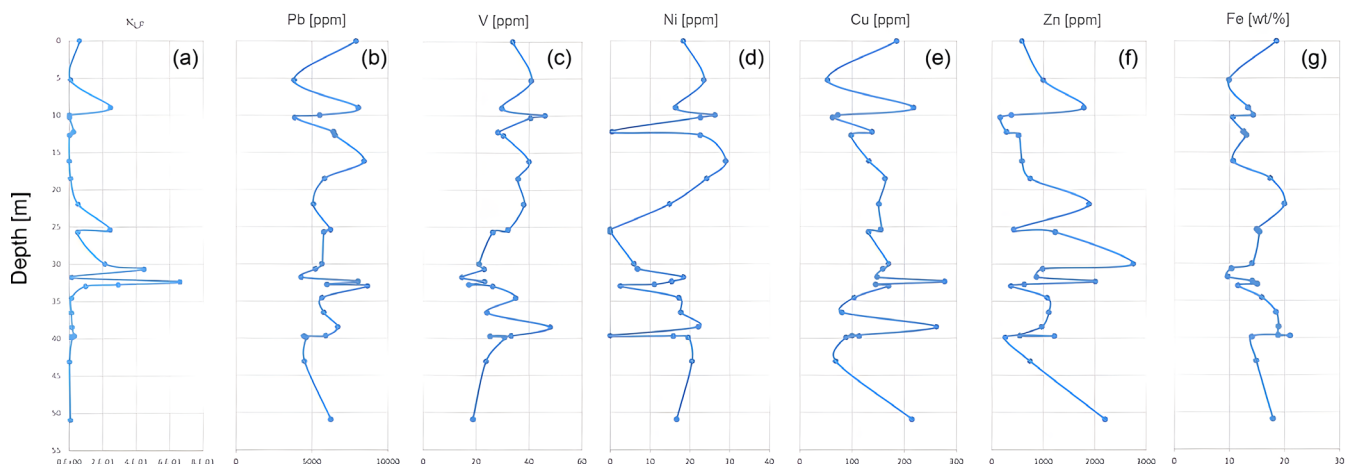 Pb [ppm]
V [ppm]
Ni [ppm]
Cu [ppm]
Zn [ppm]
Fe [wt/%]
(a)
(b)
(c)
(d)
(e)
(f)
(g)
Depth [m]
0
5
10
15
20
25
30
35
40
45
50
55
0 5000 10000
0 20 40 60
0 10 20 30 40
0 100 200 300
0 1000 2000 3000
0 10 20 30